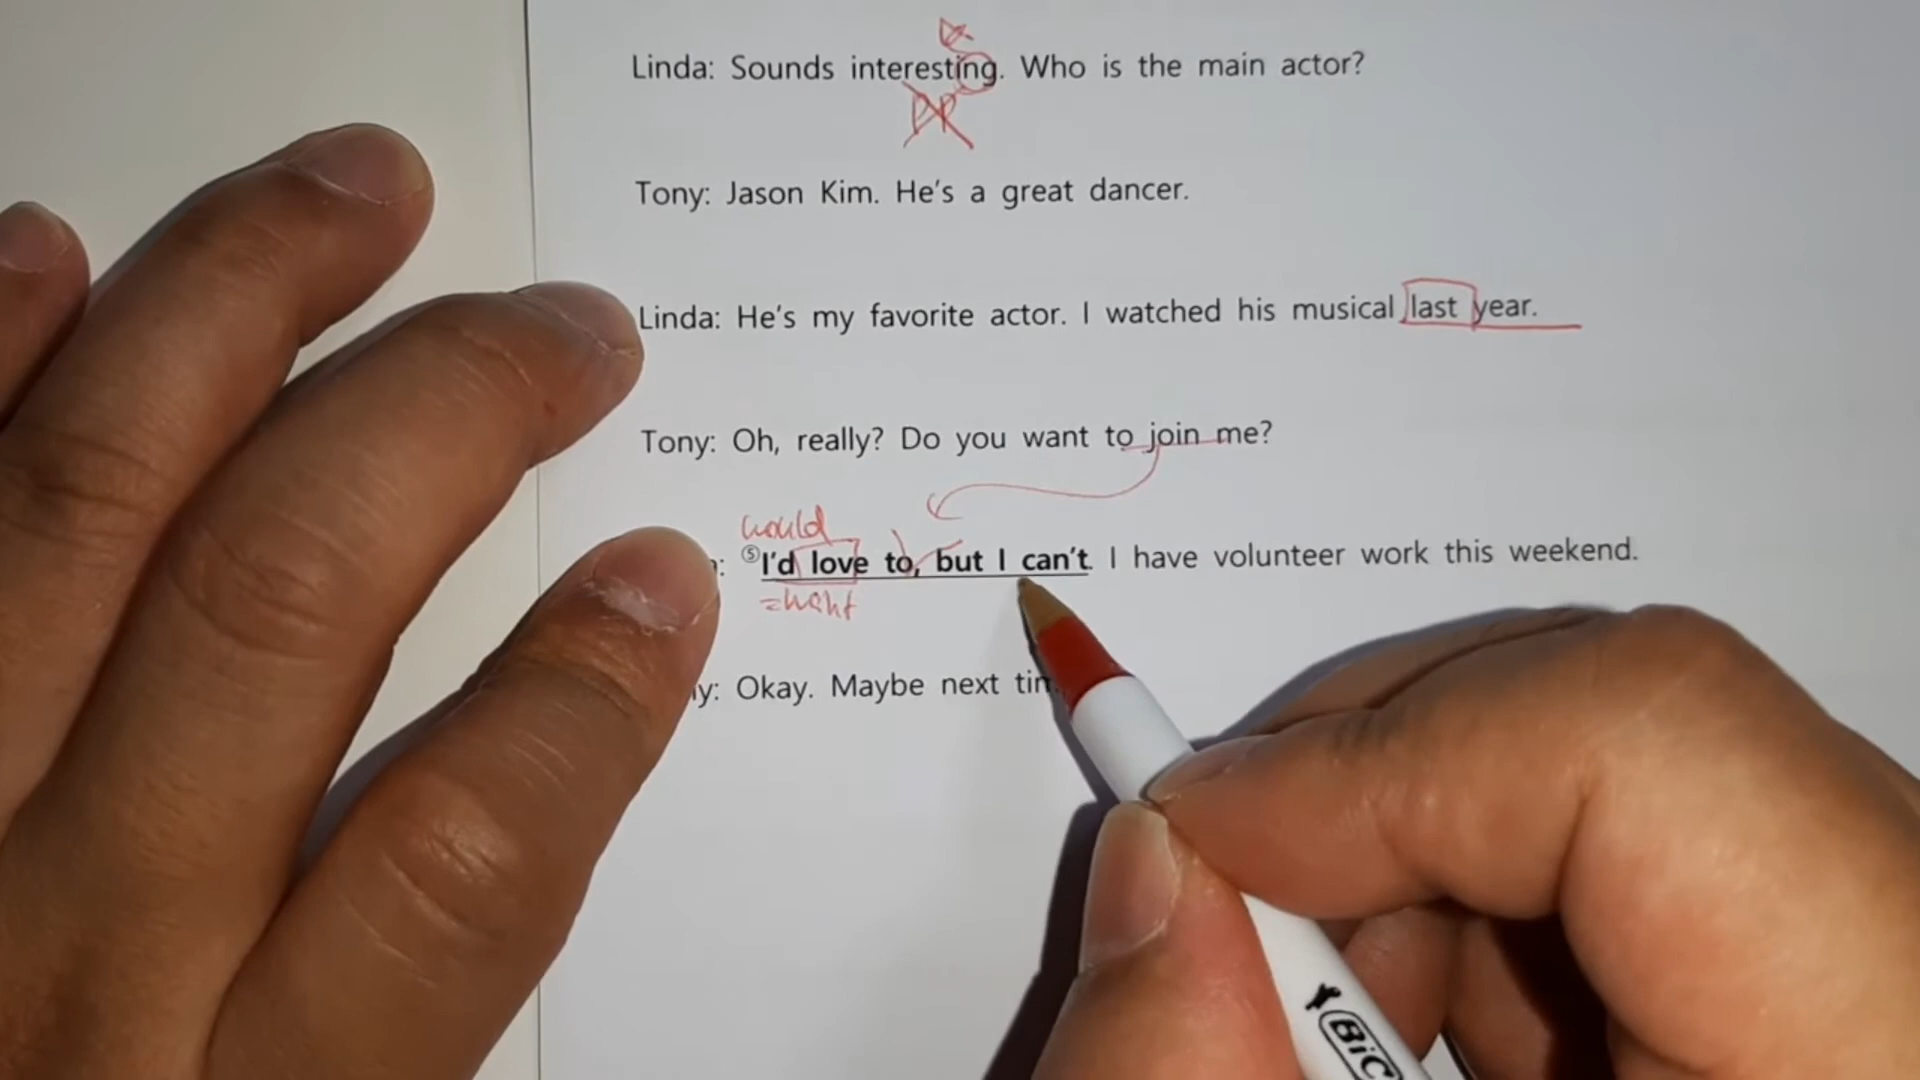 Linda: Sounds interesting. Who is the main actor?
Tony: Jason Kim. He's a great dancer.
Linda: He's my favorite actor. I watched his musical last year.
Tony: Oh, really? Do you want to join me?
would
⑤I'd love to, but I can't. I have volunteer work this weekend.
y: Okay. Maybe next
BiC